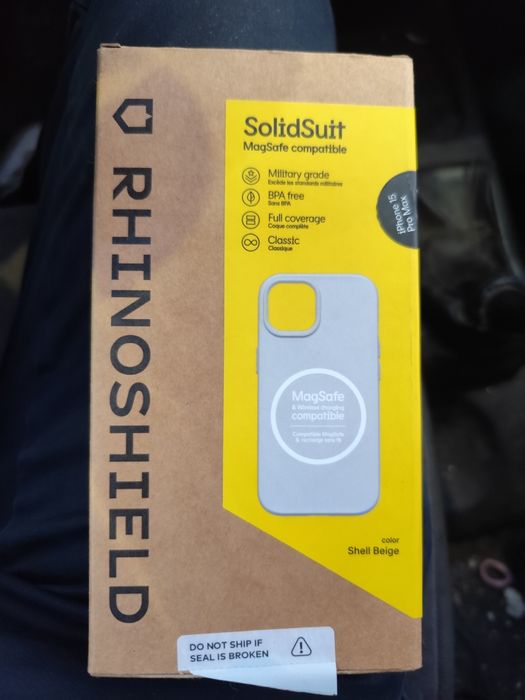 RHINOSHIELD
SolidSuit
MagSafe compatible
Military grade
Excède les standards militaires
BPA free
Sans BPA
Full coverage
Coque complète
Classic
Classique
iPhone 15
Pro Max
MagSafe
& Wireless charging
compatible
Compatible MagSafe
& recharge sans fil
color
Shell Beige
DO NOT SHIP IF
SEAL IS BROKEN